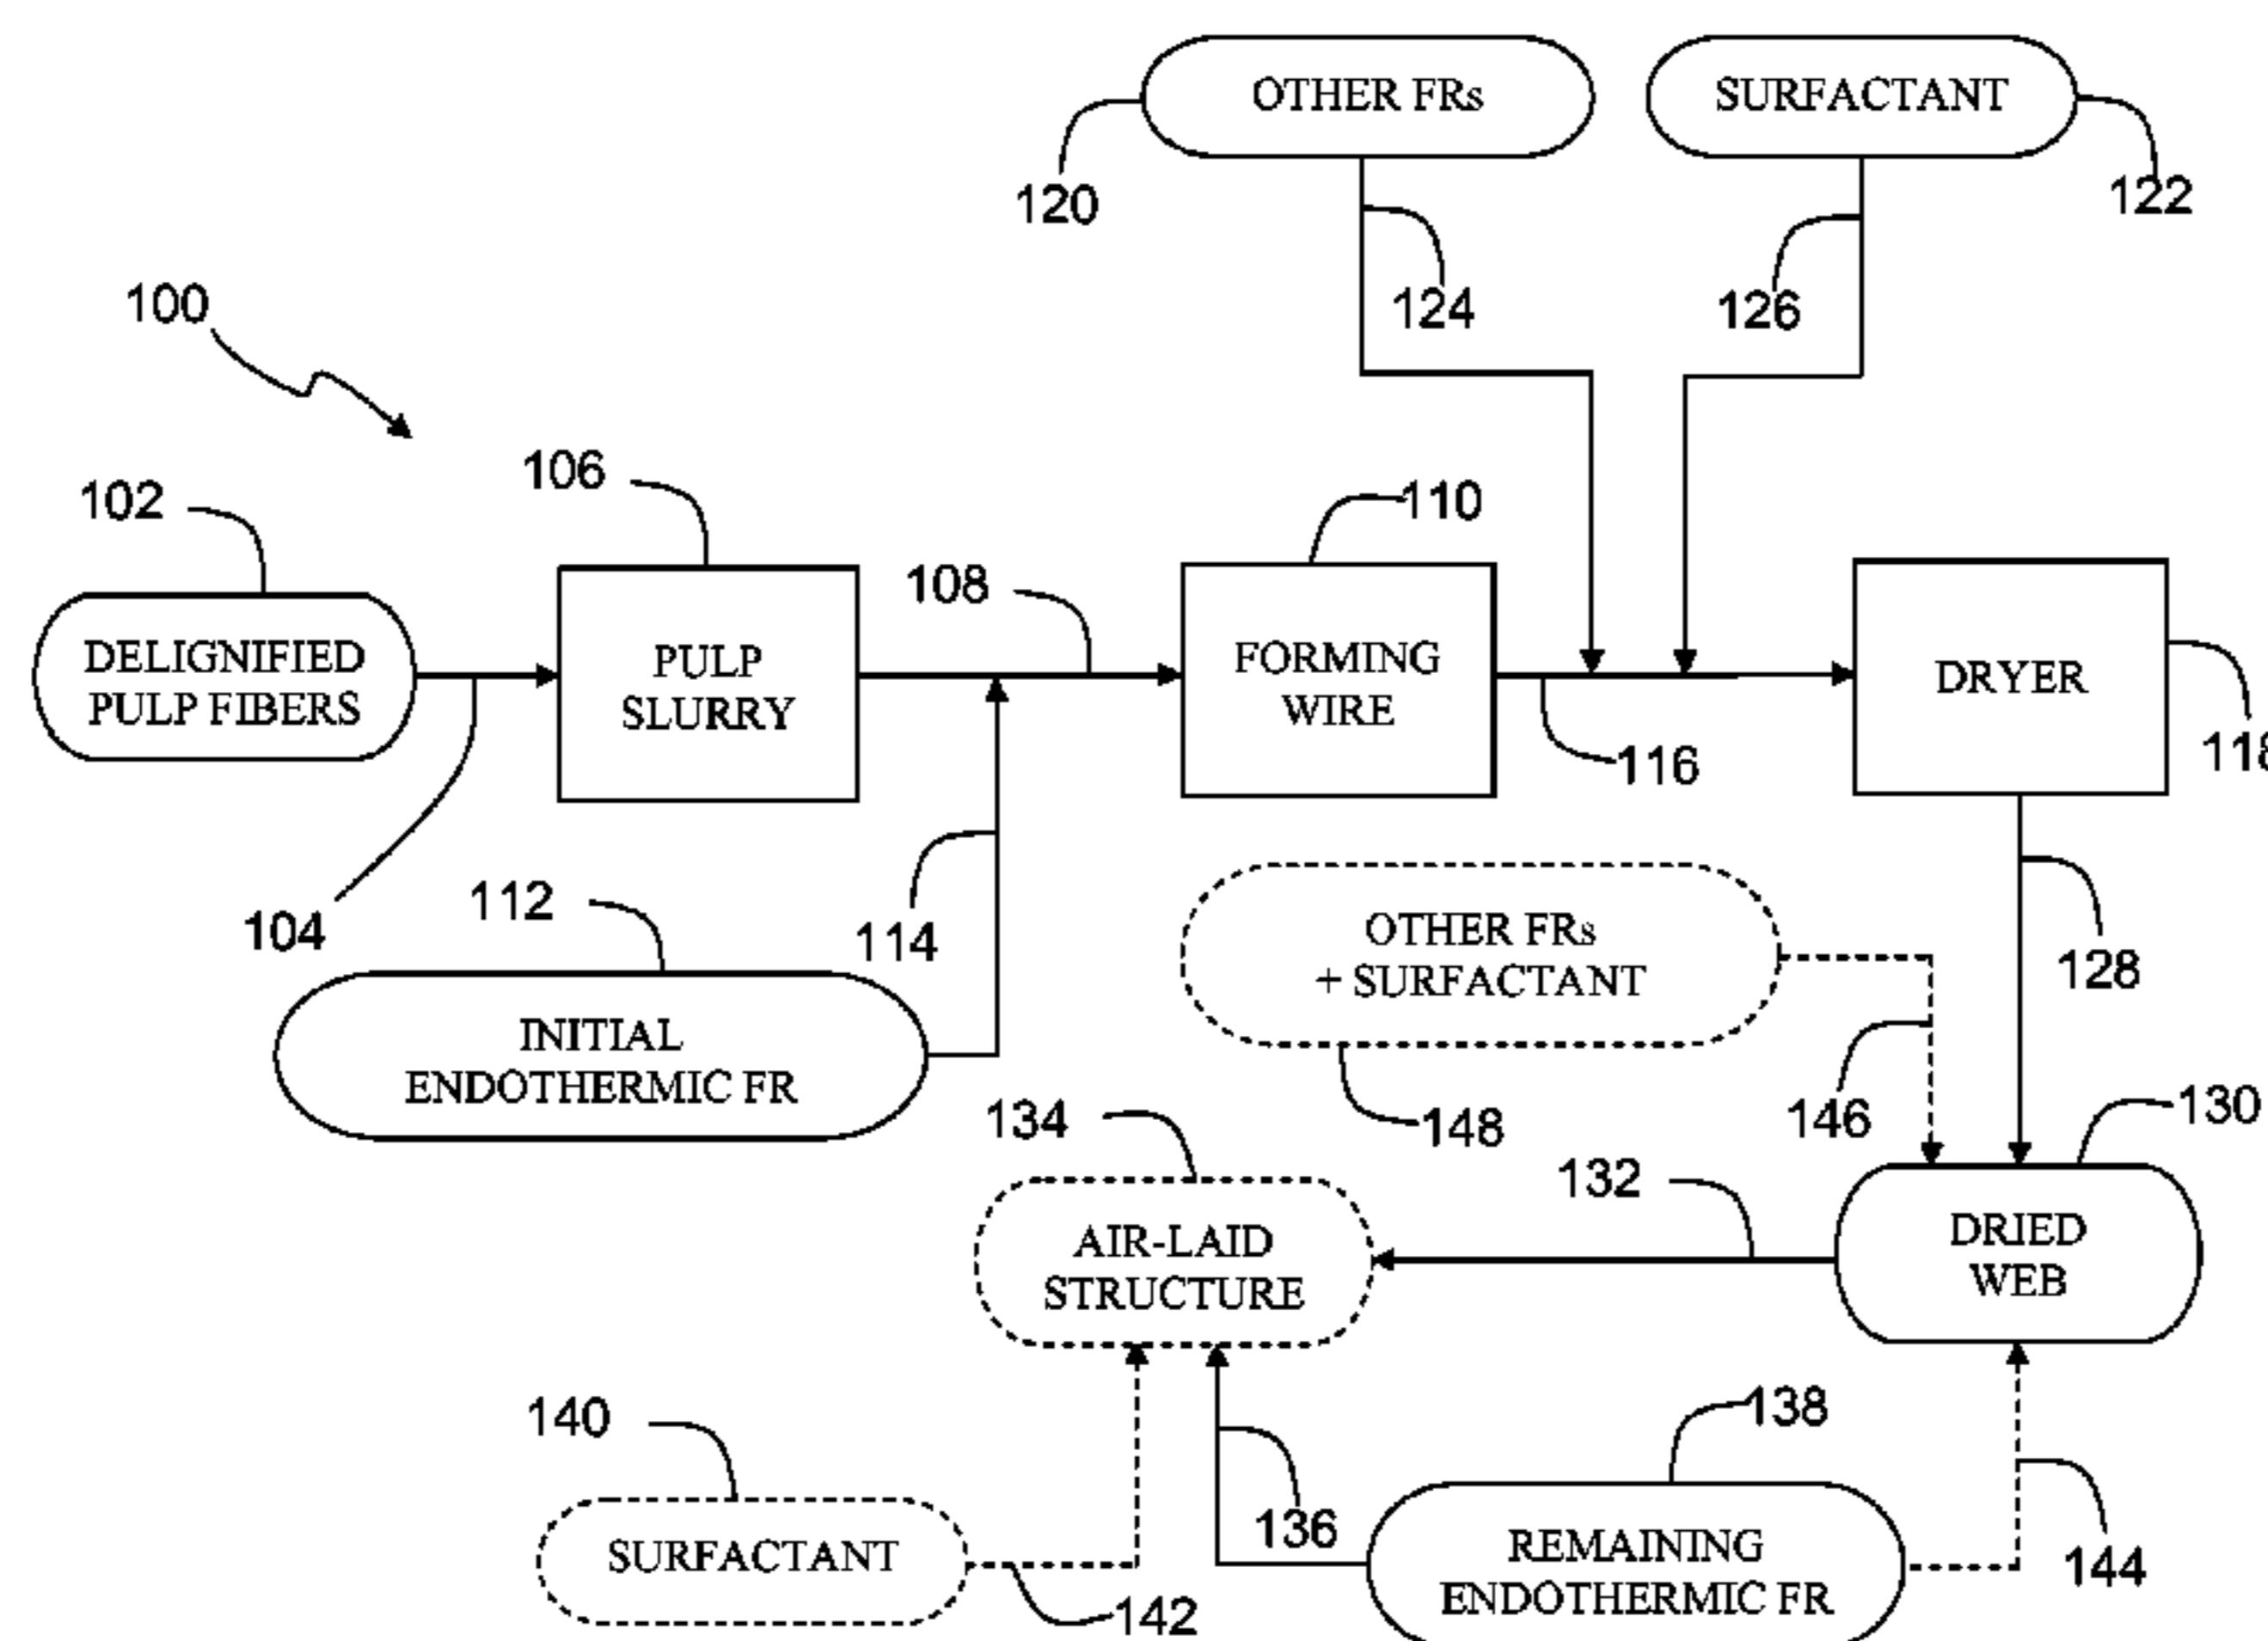 OTHER FRs
SURFACTANT
120
122
124
126
100
106
110
102
108
DELIGNIFIED
PULP FIBERS
PULP
SLURRY
FORMING
WIRE
DRYER
116
118
104
112
114
OTHER FRs
+ SURFACTANT
128
INITIAL
ENDOTHERMIC FR
134
148
146
130
132
AIR-LAID
STRUCTURE
DRIED
WEB
140
138
136
SURFACTANT
REMAINING
ENDOTHERMIC FR
144
142